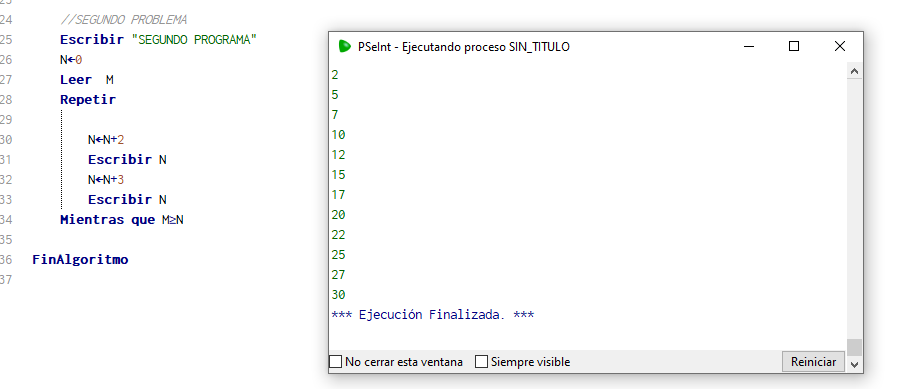 23
24 //SEGUNDO PROBLEMA
25 Escribir "SEGUNDO PROGRAMA"
26 N←0
27 Leer M
28 Repetir
29
30 N←N+2
31 Escribir N
32 N←N+3
33 Escribir N
34 Mientras que M≥N
35
36 FinAlgoritmo
37
PSeInt - Ejecutando proceso SIN_TITULO
2
5
7
10
12
15
17
20
22
25
27
30
*** Ejecución Finalizada. ***
No cerrar esta ventana Siempre visible Reiniciar